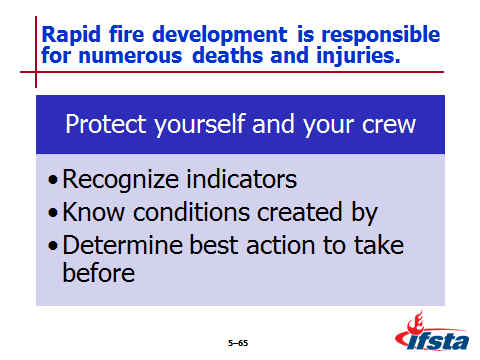 Rapid fire development is responsible
for numerous deaths and injuries.
Protect yourself and your crew
•Recognize indicators
•Know conditions created by
•Determine best action to take
before
5–65
ifsta